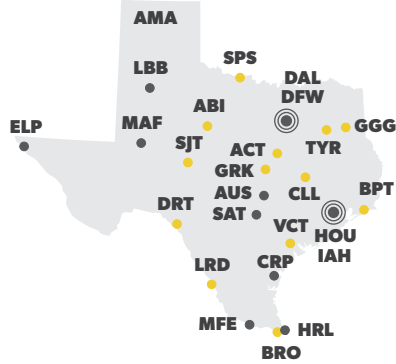 AMA
SPS
LBB
DAL
DFW
ABI
ELP
MAF
GGG
SJT
ACT
TYR
GRK
BPT
AUS
CLL
DRT
SAT
VCT
HOU
IAH
LRD
CRP
MFE
HRL
BRO